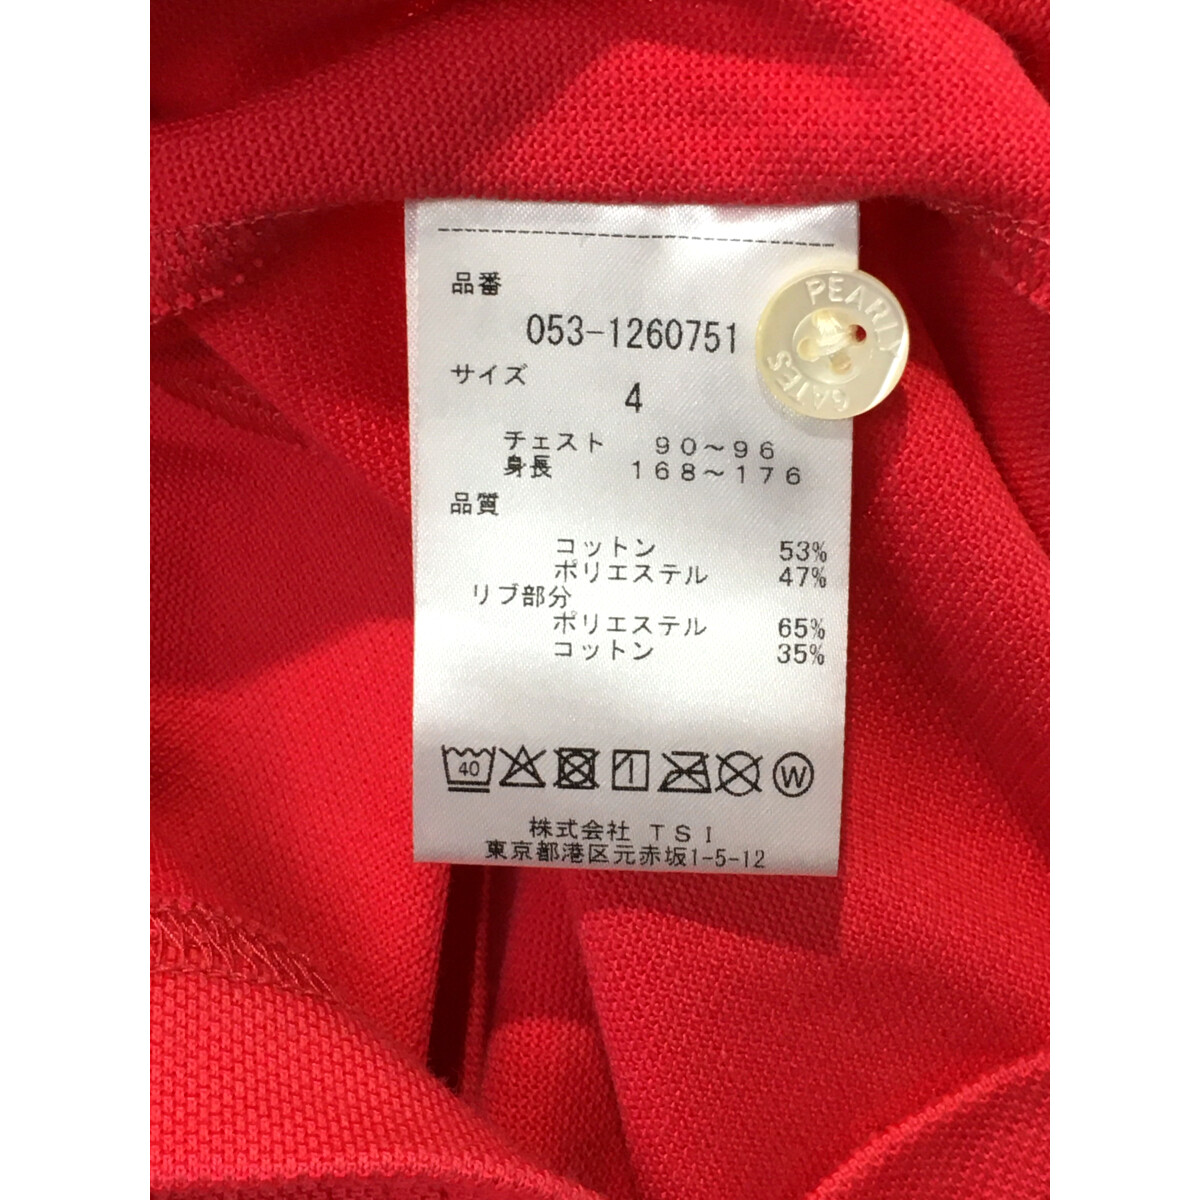 品番
053-1260751
サイズ
4
チェスト 90~96
身長 168~176
品質
コットン 53%
ポリエステル 47%
リブ部分
ポリエステル 65%
コットン 35%
40
W
株式会社 TSI
東京都港区元赤坂1-5-12
PEARLY
GATES